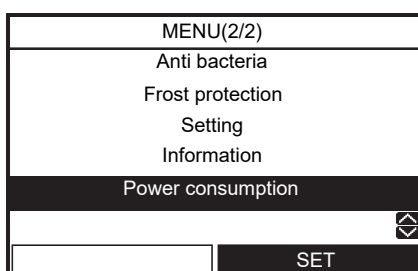 MENU(2/2)
Anti bacteria
Frost protection
Setting
Information
Power consumption
SET